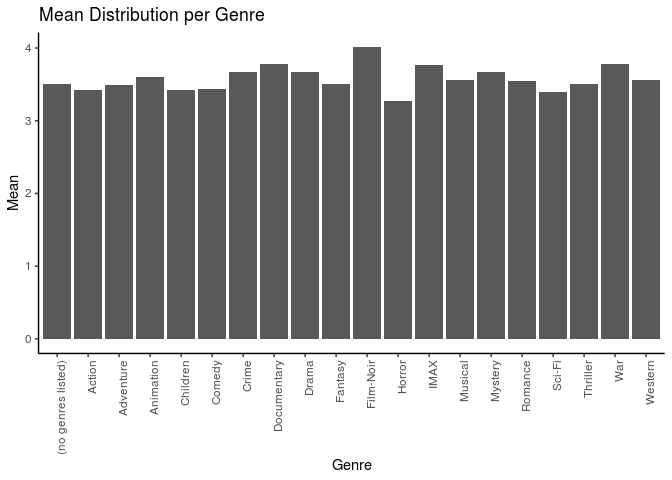 Mean Distribution per Genre
4
3
2
1
0
Mean
(no genres listed)
Action
Adventure
Animation
Children
Comedy
Crime
Documentary
Drama
Fantasy
Film-Noir
Horror
IMAX
Musical
Mystery
Romance
Sci-Fi
Thriller
War
Western
Genre